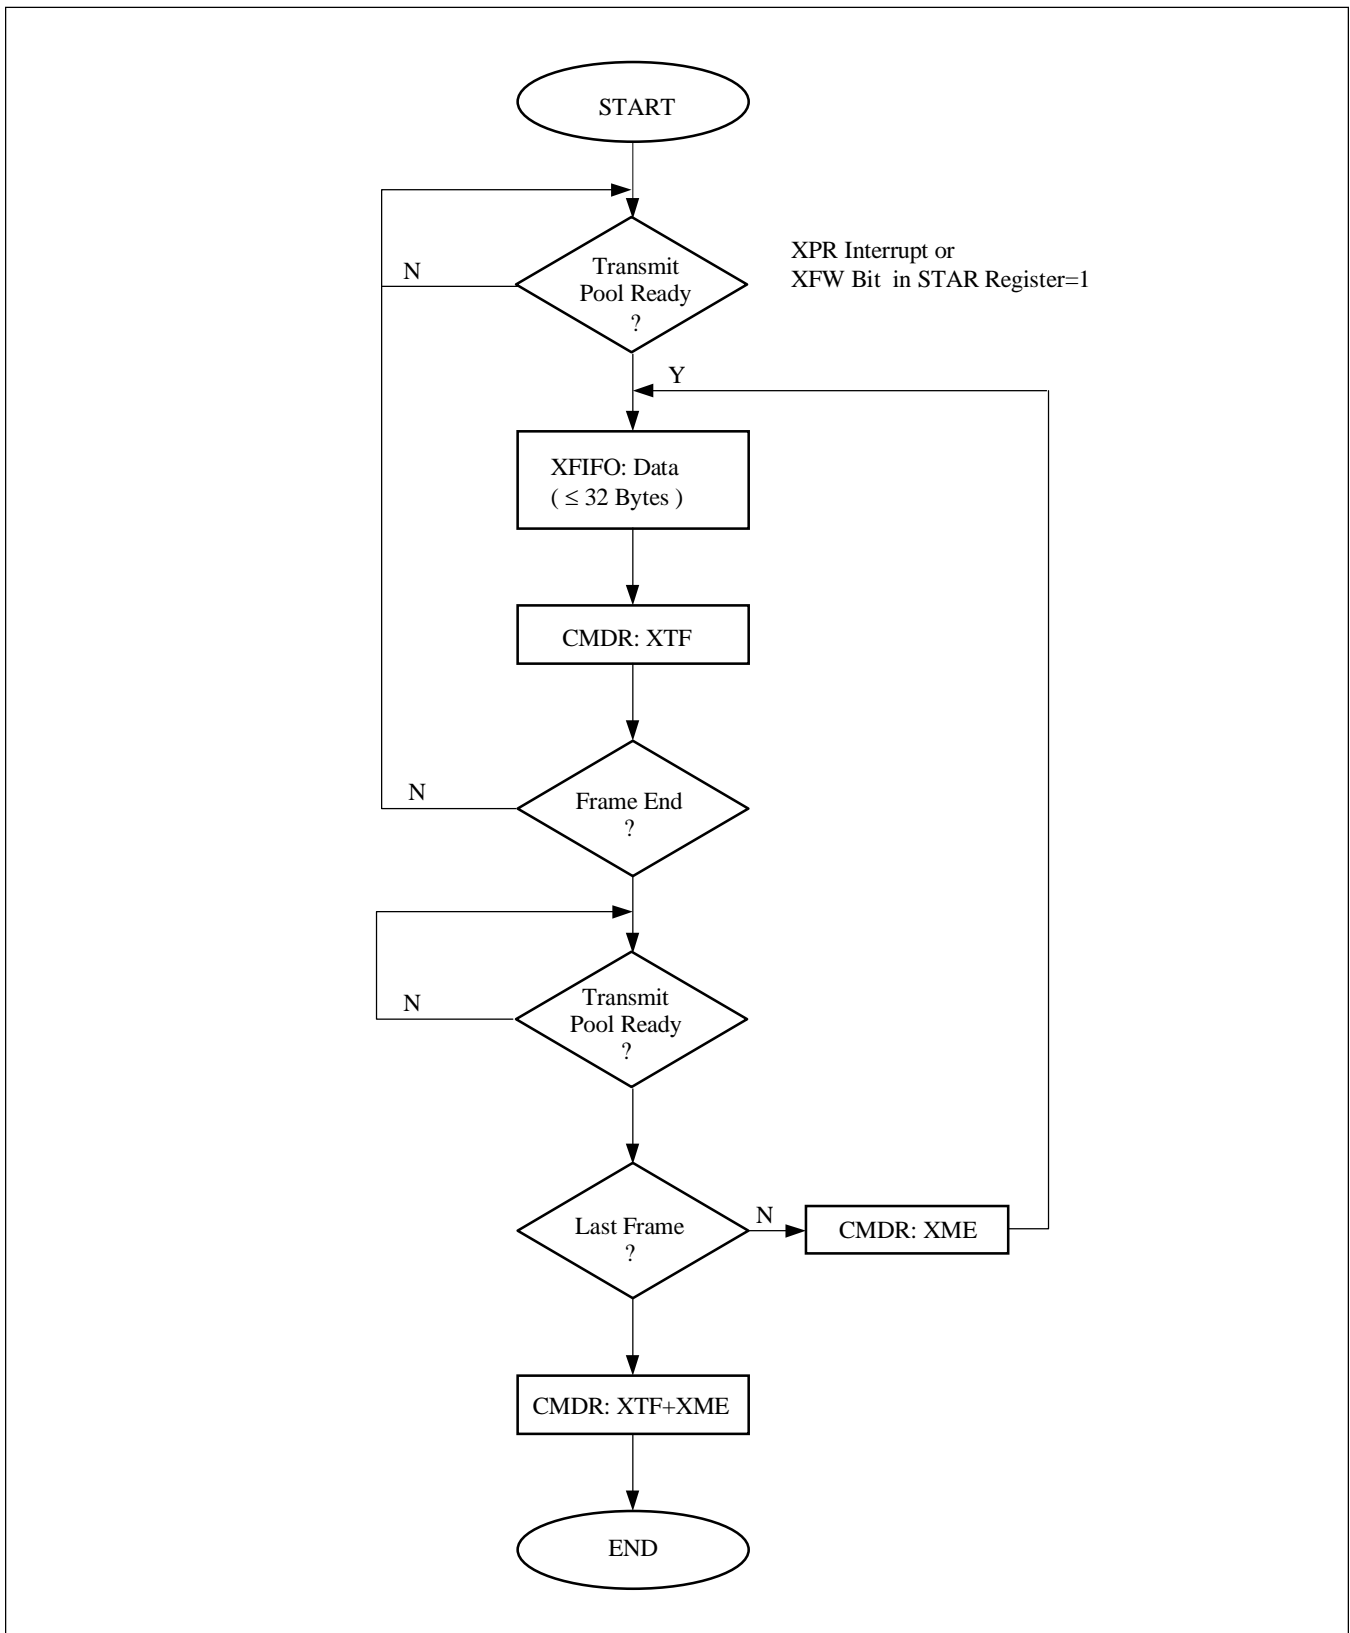 START
N
Transmit
Pool Ready
?
XPR Interrupt or
XFW Bit in STAR Register=1
Y
XFIFO: Data
( ≤ 32 Bytes )
CMDR: XTF
N
Frame End
?
N
Transmit
Pool Ready
?
Last Frame
?
N
CMDR: XME
CMDR: XTF+XME
END